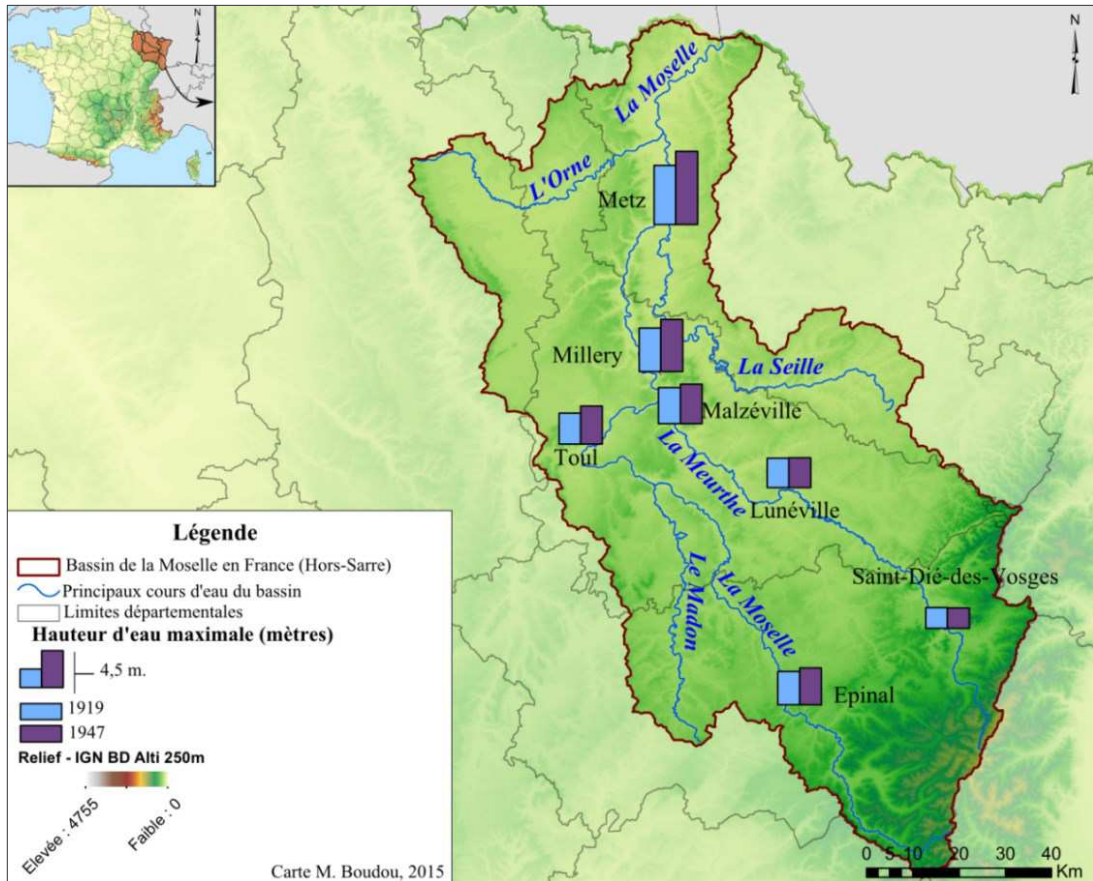 N
N
La Moselle
L'Orne
Metz
Millery
La Seille
Malzéville
Toul
La Meurthe
Lunéville
Le Madon
La Moselle
Saint-Dié-des-Vosges
Epinal
Légende
Bassin de la Moselle en France (Hors-Sarre)
Principaux cours d'eau du bassin
Limites départementales
Hauteur d'eau maximale (mètres)
4,5 m.
1919
1947
Relief - IGN BD Alti 250m
Elevée : 4755
Faible : 0
Carte M. Boudou, 2015
0 5 10 20 30 40
Km